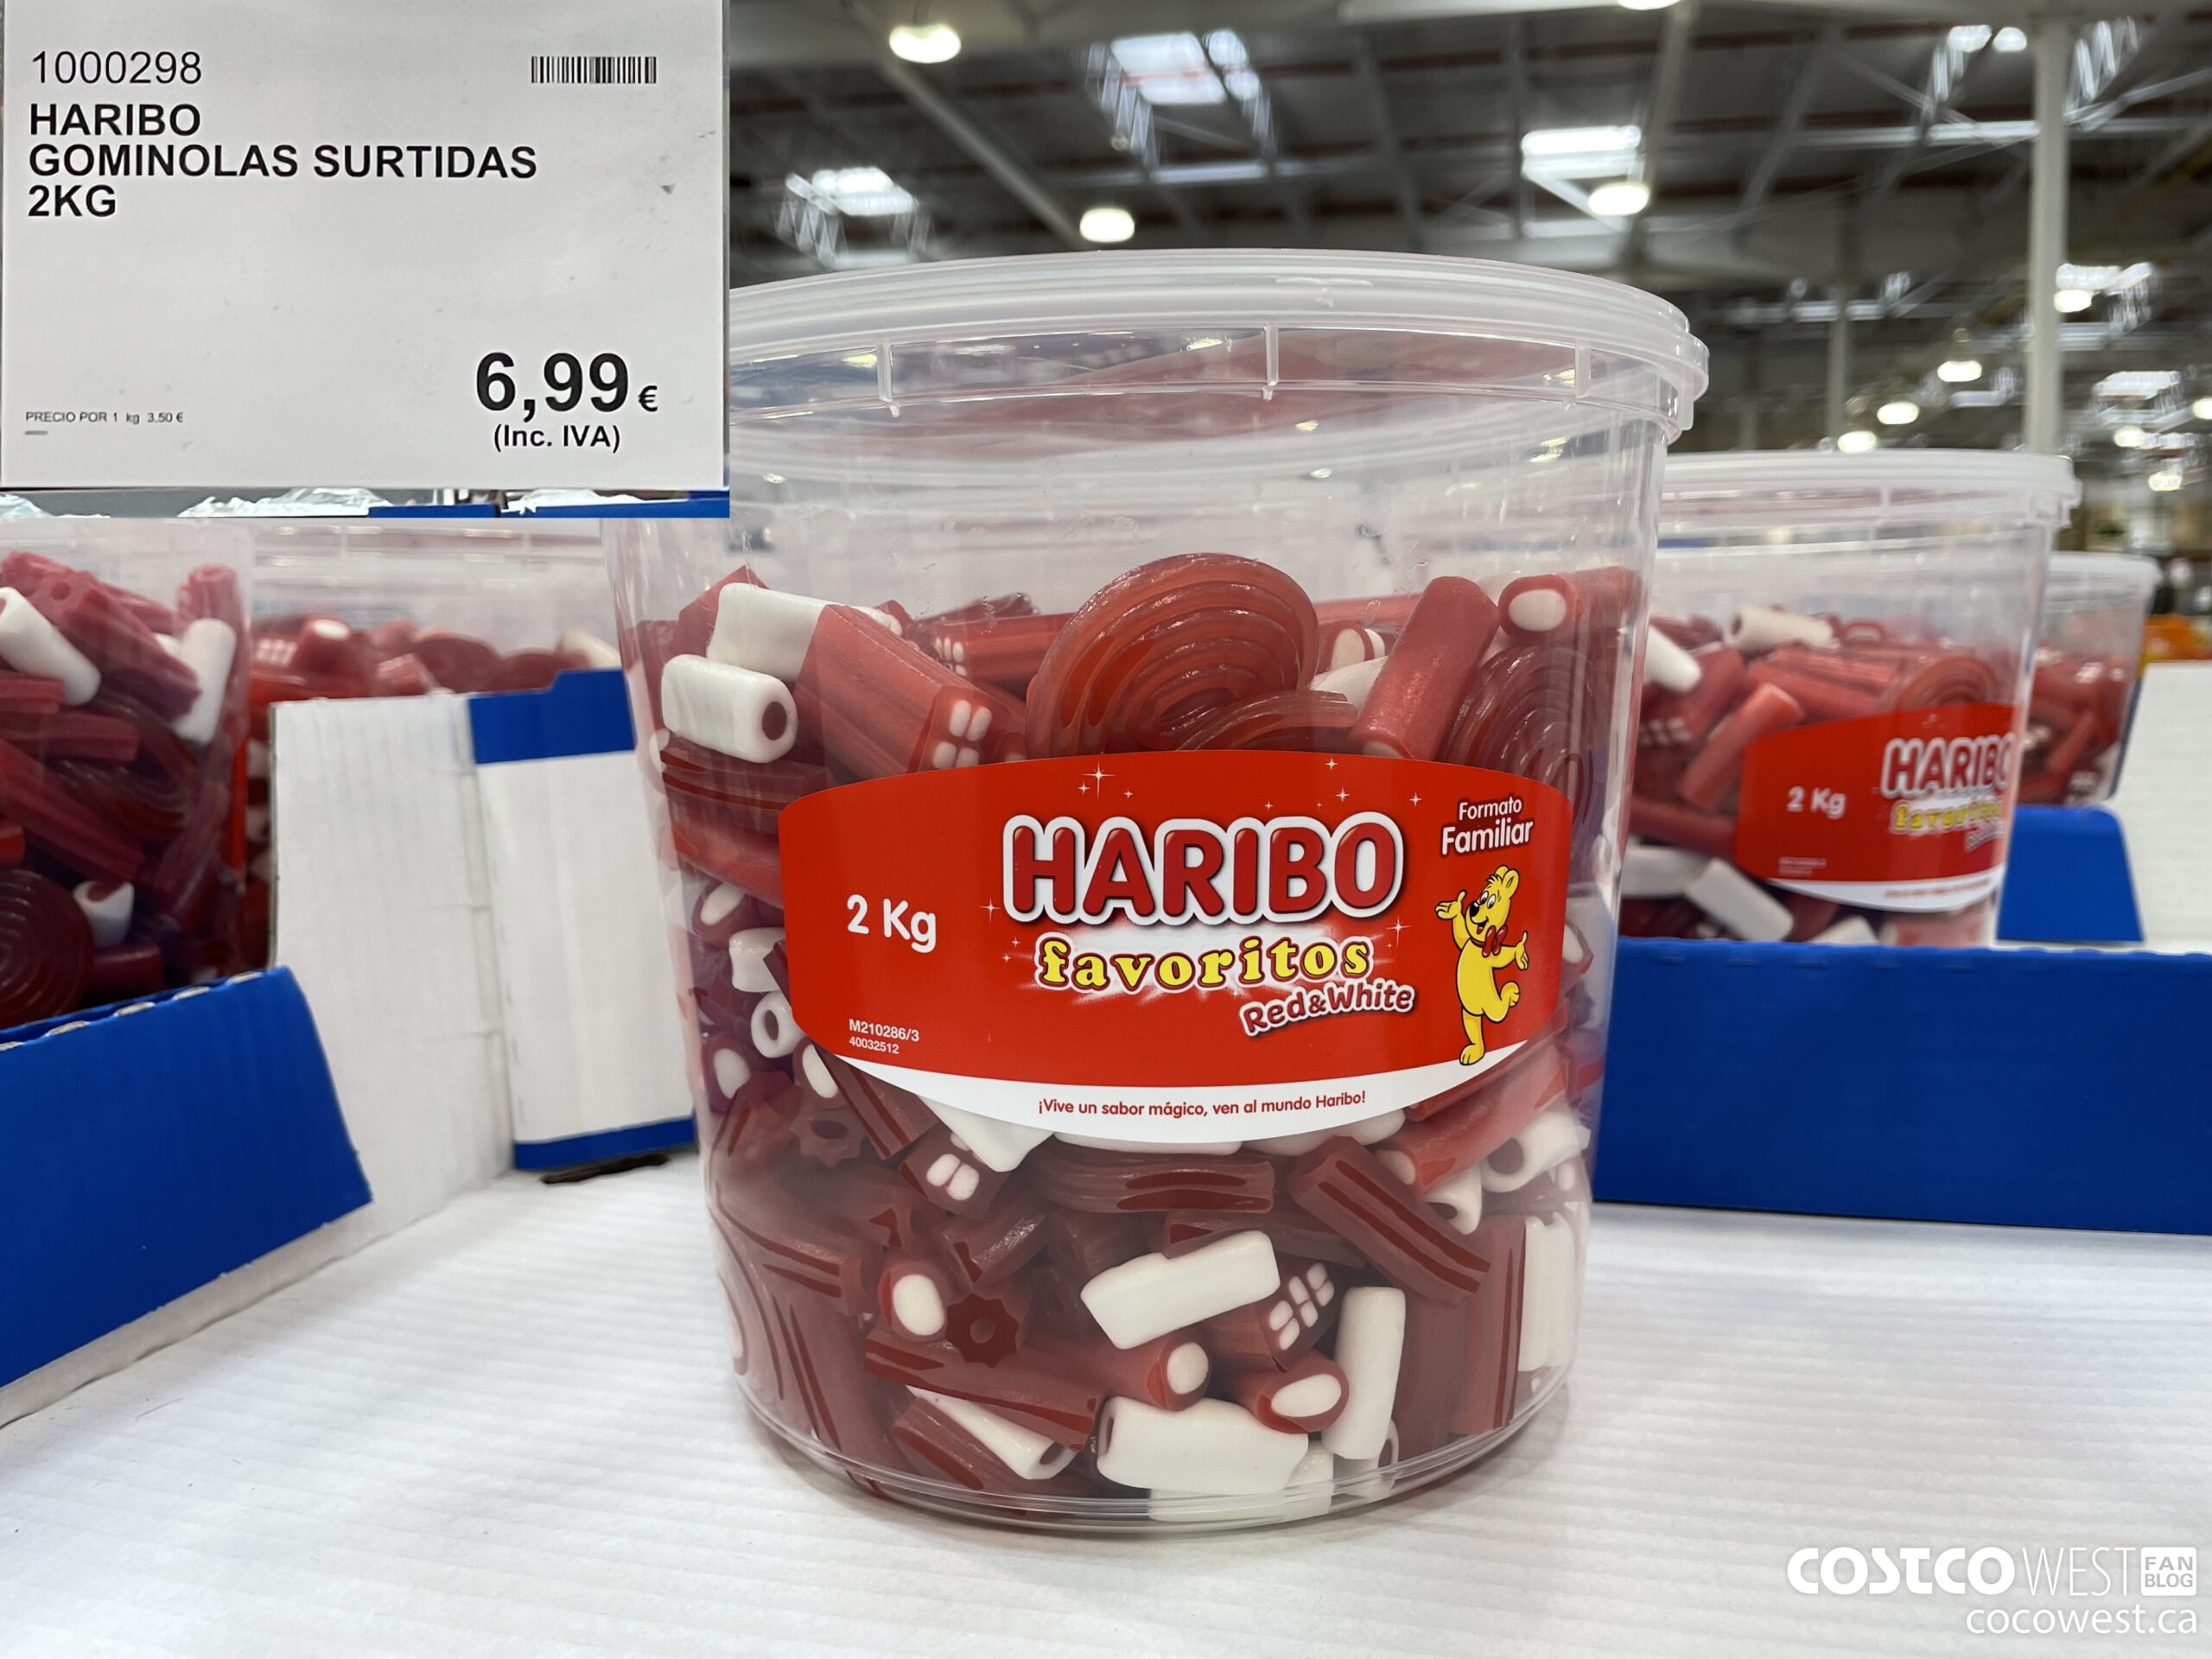 1000298
HARIBO
GOMINOLAS SURTIDAS
2KG
6,99 €
(Inc. IVA)
PRECIO POR 1 kg 3.50 €
Formato
Familiar
HARIBO
2 Kg
favoritos
Red&White
M210286/3
40032512
¡Vive un sabor mágico, ven al mundo Haribo!
HARIBO
2 Kg
favoritos
COSTCO WEST FAN BLOG
cocowest.ca